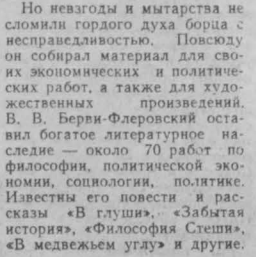 Но невзгоды и мытарства не
сломили гордого духа борца с
несправедливостью. Повсюду
он собирал материал для сво-
их экономических и политиче-
ских работ, а также для худо-
жественных произведений.
В. В. Берви-Флеровский оста-
вил богатое литературное на-
следие — около 70 работ по
философии, политической эко-
номии, социологии, политике.
Известны его повести и рас-
сказы «В глуши», «Забытая
история», «Философия Стеши»,
«В медвежьем углу» и другие.